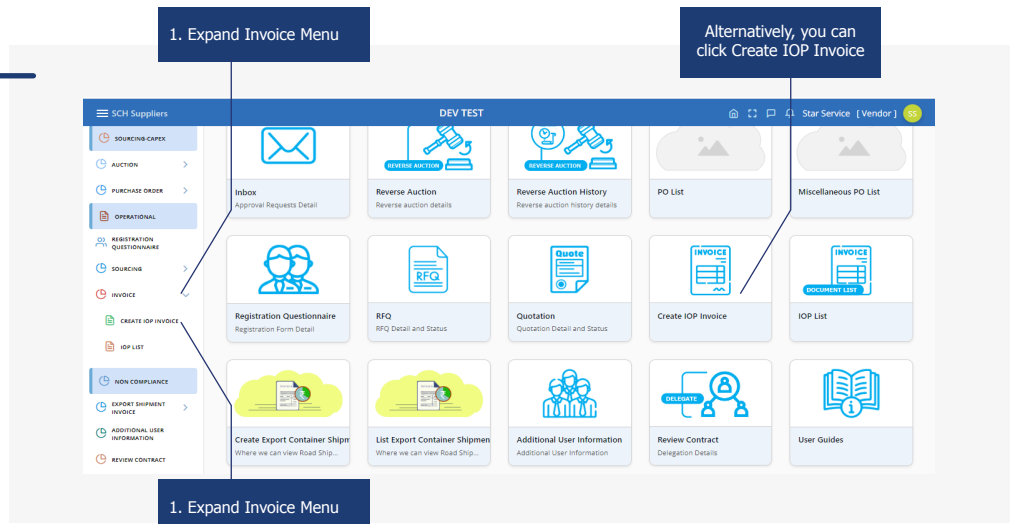 1. Expand Invoice Menu
Alternatively, you can
click Create IOP Invoice
SCH Suppliers
DEV TEST
Star Service [ Vendor ]
SS
SOURCING-CAPEX
AUCTION
PURCHASE ORDER
OPERATIONAL
REGISTRATION
QUESTIONNAIRE
SOURCING
INVOICE
CREATE IOP INVOICE
IOP LIST
NON COMPLIANCE
EXPORT SHIPMENT
INVOICE
ADDITIONAL USER
INFORMATION
REVIEW CONTRACT
Inbox
Approval Requests Detail
REVERSE AUCTION
Reverse Auction
Reverse auction details
REVERSE AUCTION
Reverse Auction History
Reverse auction history details
PO List
Miscellaneous PO List
Registration Questionnaire
Registration Form Detail
RFQ
RFQ
RFQ Detail and Status
Quote
Quotation
Quotation Detail and Status
INVOICE
Create IOP Invoice
INVOICE
DOCUMENT LIST
IOP List
Create Export Container Shipm
Where we can view Road Ship...
List Export Container Shipmen
Where we can view Road Ship...
Additional User Information
Additional User Information
DELEGATE
Review Contract
Delegation Details
User Guides
1. Expand Invoice Menu